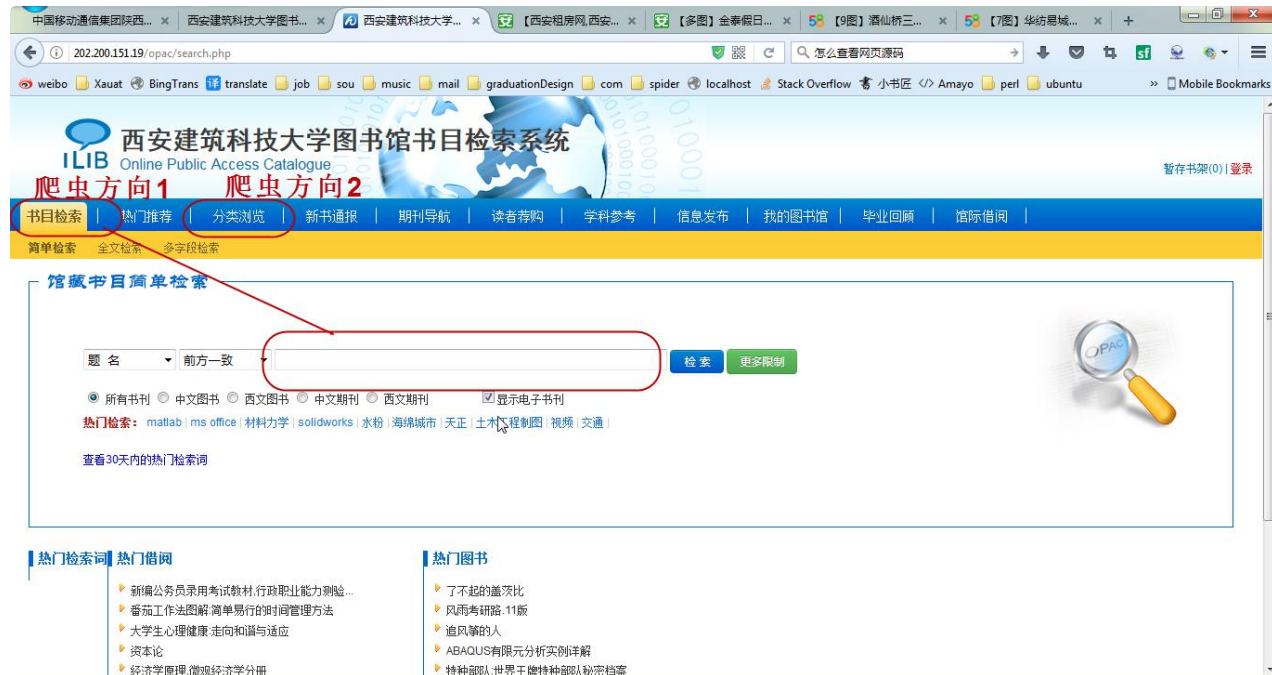 中国移动通信集团陕西... × 西安建筑科技大学图书... × 西安建筑科技大学... × 【西安租房网,西安... × 【多图】金泰假日... × 58 【9图】酒仙桥三... × 58 【7图】华纺易城... × +
202.200.151.19/opac/search.php 怎么查看网页源码
weibo Xauat BingTrans 译 translate job sou music mail graduationDesign com spider localhost Stack Overflow 小书匠 </> Amayo perl ubuntu » Mobile Bookmarks
西安建筑科技大学图书馆书目检索系统
ILIB Online Public Access Catalogue
暂存书架(0) | 登录
爬虫方向1 爬虫方向2
书目检索 | 热门推荐 | 分类浏览 | 新书通报 | 期刊导航 | 读者荐购 | 学科参考 | 信息发布 | 我的图书馆 | 毕业回顾 | 馆际借阅 |
简单检索 全文检索 多字段检索
馆藏书目简单检索
OPAC
题 名 前方一致 检 索 更多限制
所有书刊 中文图书 西文图书 中文期刊 西文期刊 显示电子书刊
热门检索: matlab | ms office | 材料力学 | solidworks | 水粉 | 海绵城市 | 天正 | 土木工程制图 | 视频 | 交通 |
查看30天内的热门检索词
热门检索词 热门借阅 热门图书
新编公务员录用考试教材.行政职业能力测验... 了不起的盖茨比
番茄工作法图解:简单易行的时间管理方法 风雨考研路.11版
大学生心理健康:走向和谐与适应 追风筝的人
资本论 ABAQUS有限元分析实例详解
经济学原理.微观经济学分册 特种部队:世界王牌特种部队秘密档案